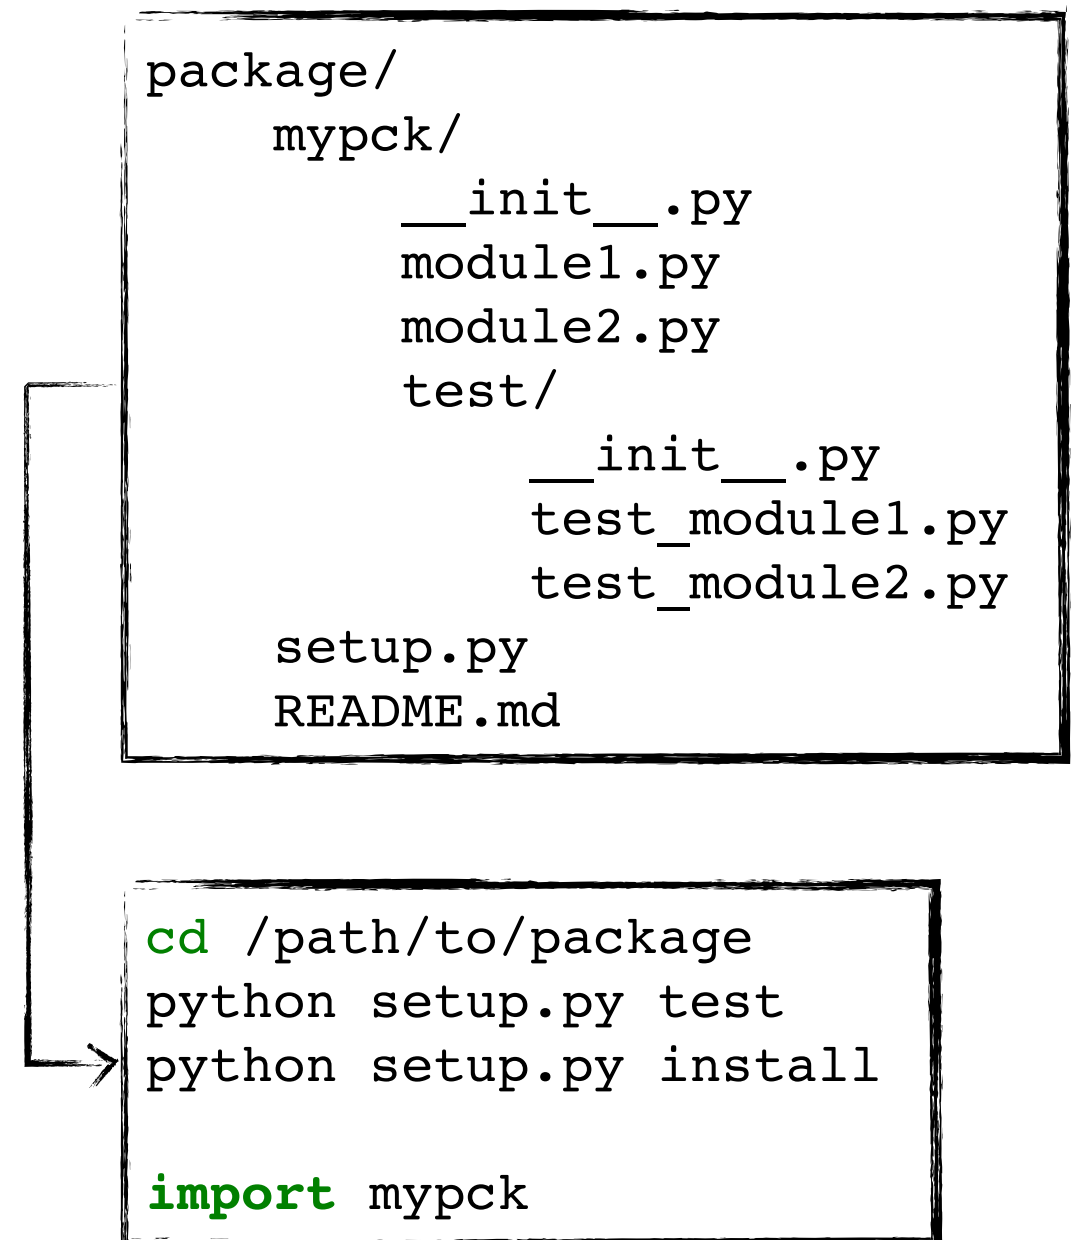 package/
mypck/
__init__.py
module1.py
module2.py
test/
__init__.py
test_module1.py
test_module2.py
setup.py
README.md
cd /path/to/package
python setup.py test
python setup.py install
import mypck